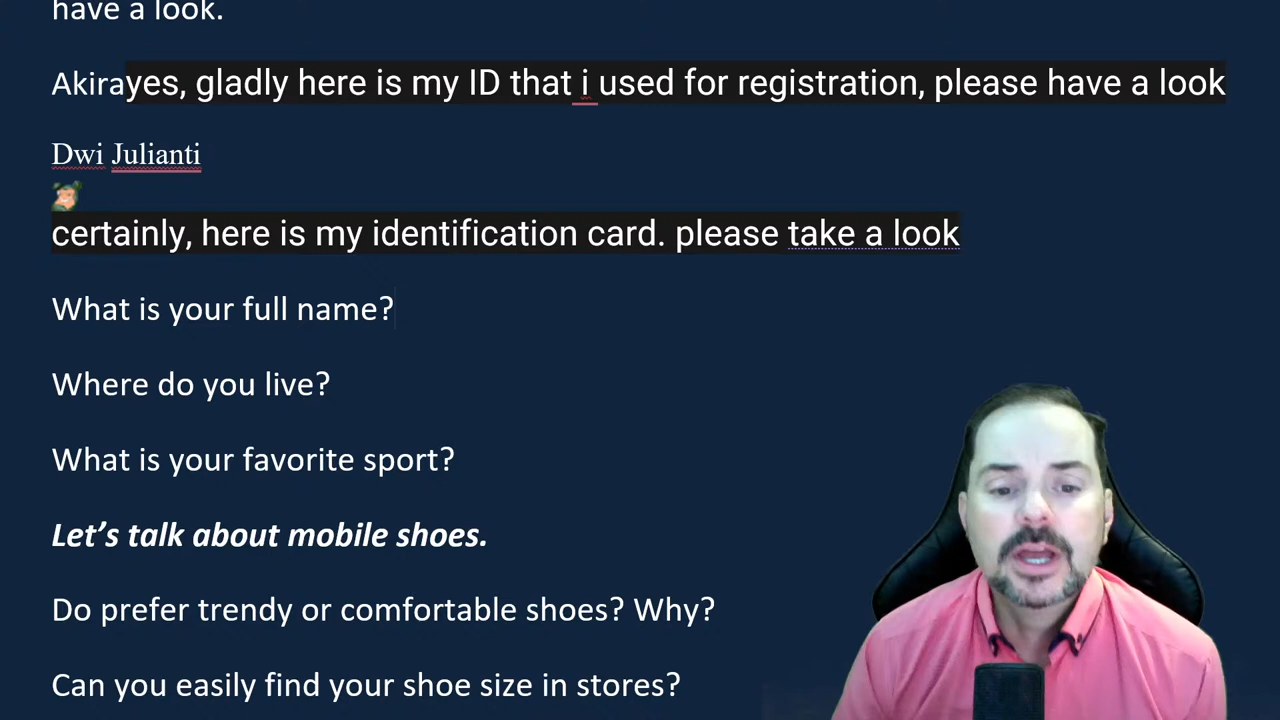 have a look.
Akirayes, gladly here is my ID that i used for registration, please have a look
Dwi Julianti
certainly, here is my identification card. please take a look
What is your full name?
Where do you live?
What is your favorite sport?
Let’s talk about mobile shoes.
Do prefer trendy or comfortable shoes? Why?
Can you easily find your shoe size in stores?